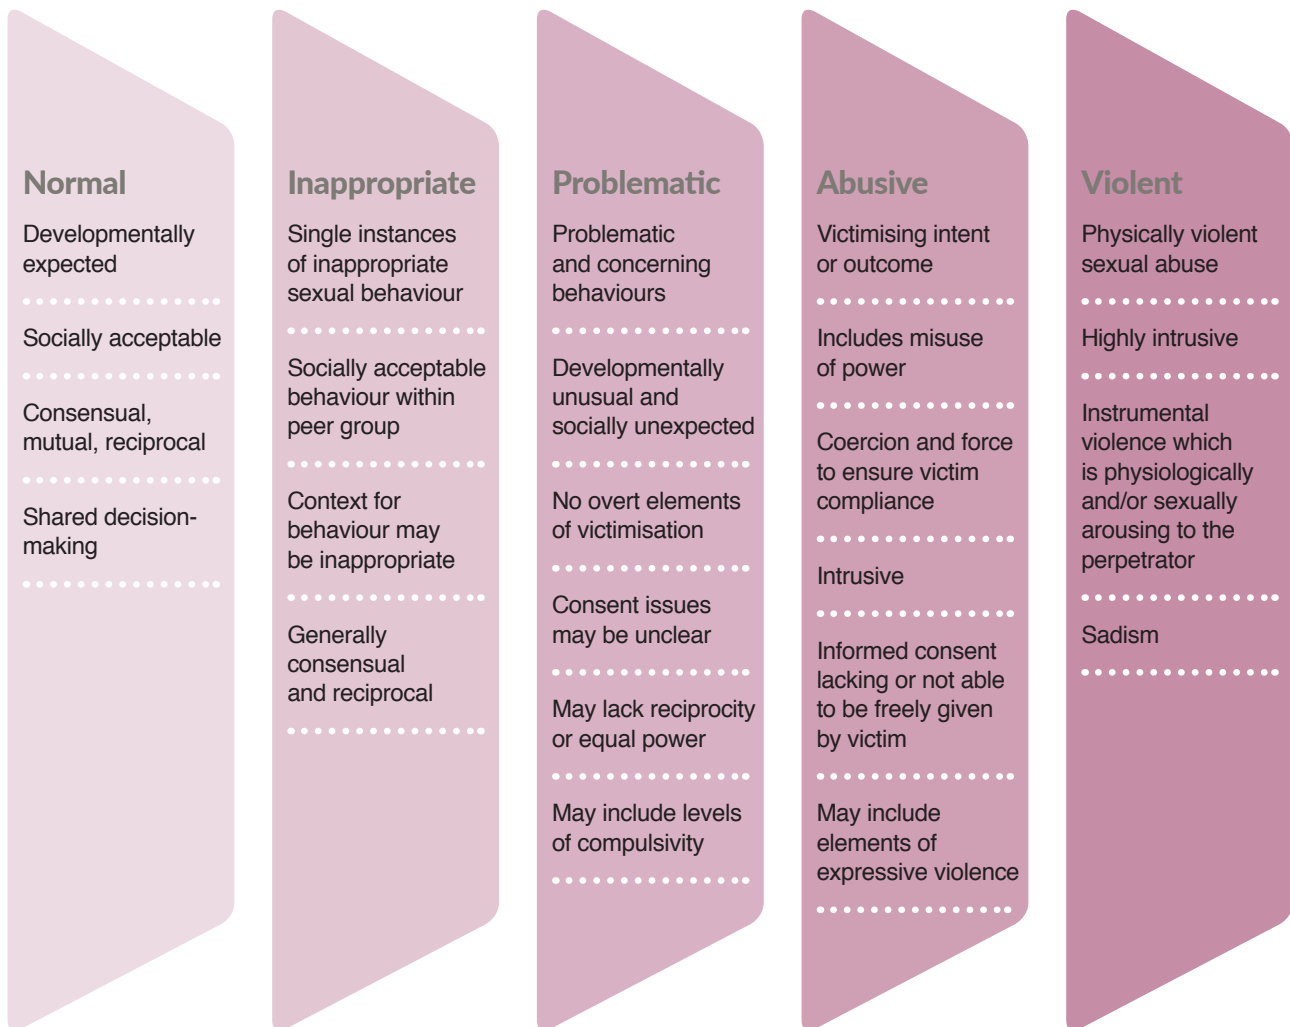 Normal
Developmentally
expected
Socially acceptable
Consensual,
mutual, reciprocal
Shared decision-
making
Inappropriate
Single instances
of inappropriate
sexual behaviour
Socially acceptable
behaviour within
peer group
Context for
behaviour may
be inappropriate
Generally
consensual
and reciprocal
Problematic
Problematic
and concerning
behaviours
Developmentally
unusual and
socially unexpected
No overt elements
of victimisation
Consent issues
may be unclear
May lack reciprocity
or equal power
May include levels
of compulsivity
Abusive
Victimising intent
or outcome
Includes misuse
of power
Coercion and force
to ensure victim
compliance
Intrusive
Informed consent
lacking or not able
to be freely given
by victim
May include
elements of
expressive violence
Violent
Physically violent
sexual abuse
Highly intrusive
Instrumental
violence which
is physiologically
and/or sexually
arousing to the
perpetrator
Sadism